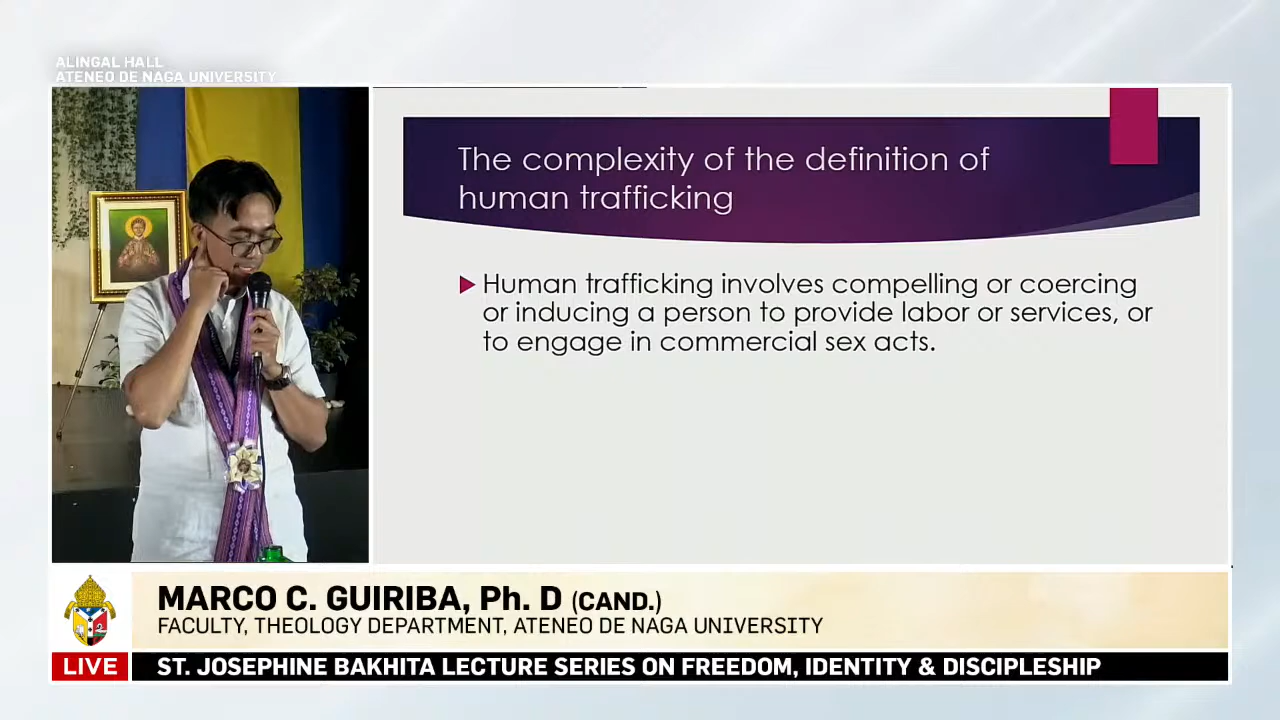 ALINGAL HALL
ATENEO DE NAGA UNIVERSITY
The complexity of the definition of
human trafficking
Human trafficking involves compelling or coercing
or inducing a person to provide labor or services, or
to engage in commercial sex acts.
MARCO C. GUIRIBA, Ph. D (CAND.)
FACULTY, THEOLOGY DEPARTMENT, ATENEO DE NAGA UNIVERSITY
LIVE
ST. JOSEPHINE BAKHITA LECTURE SERIES ON FREEDOM, IDENTITY & DISCIPLESHIP